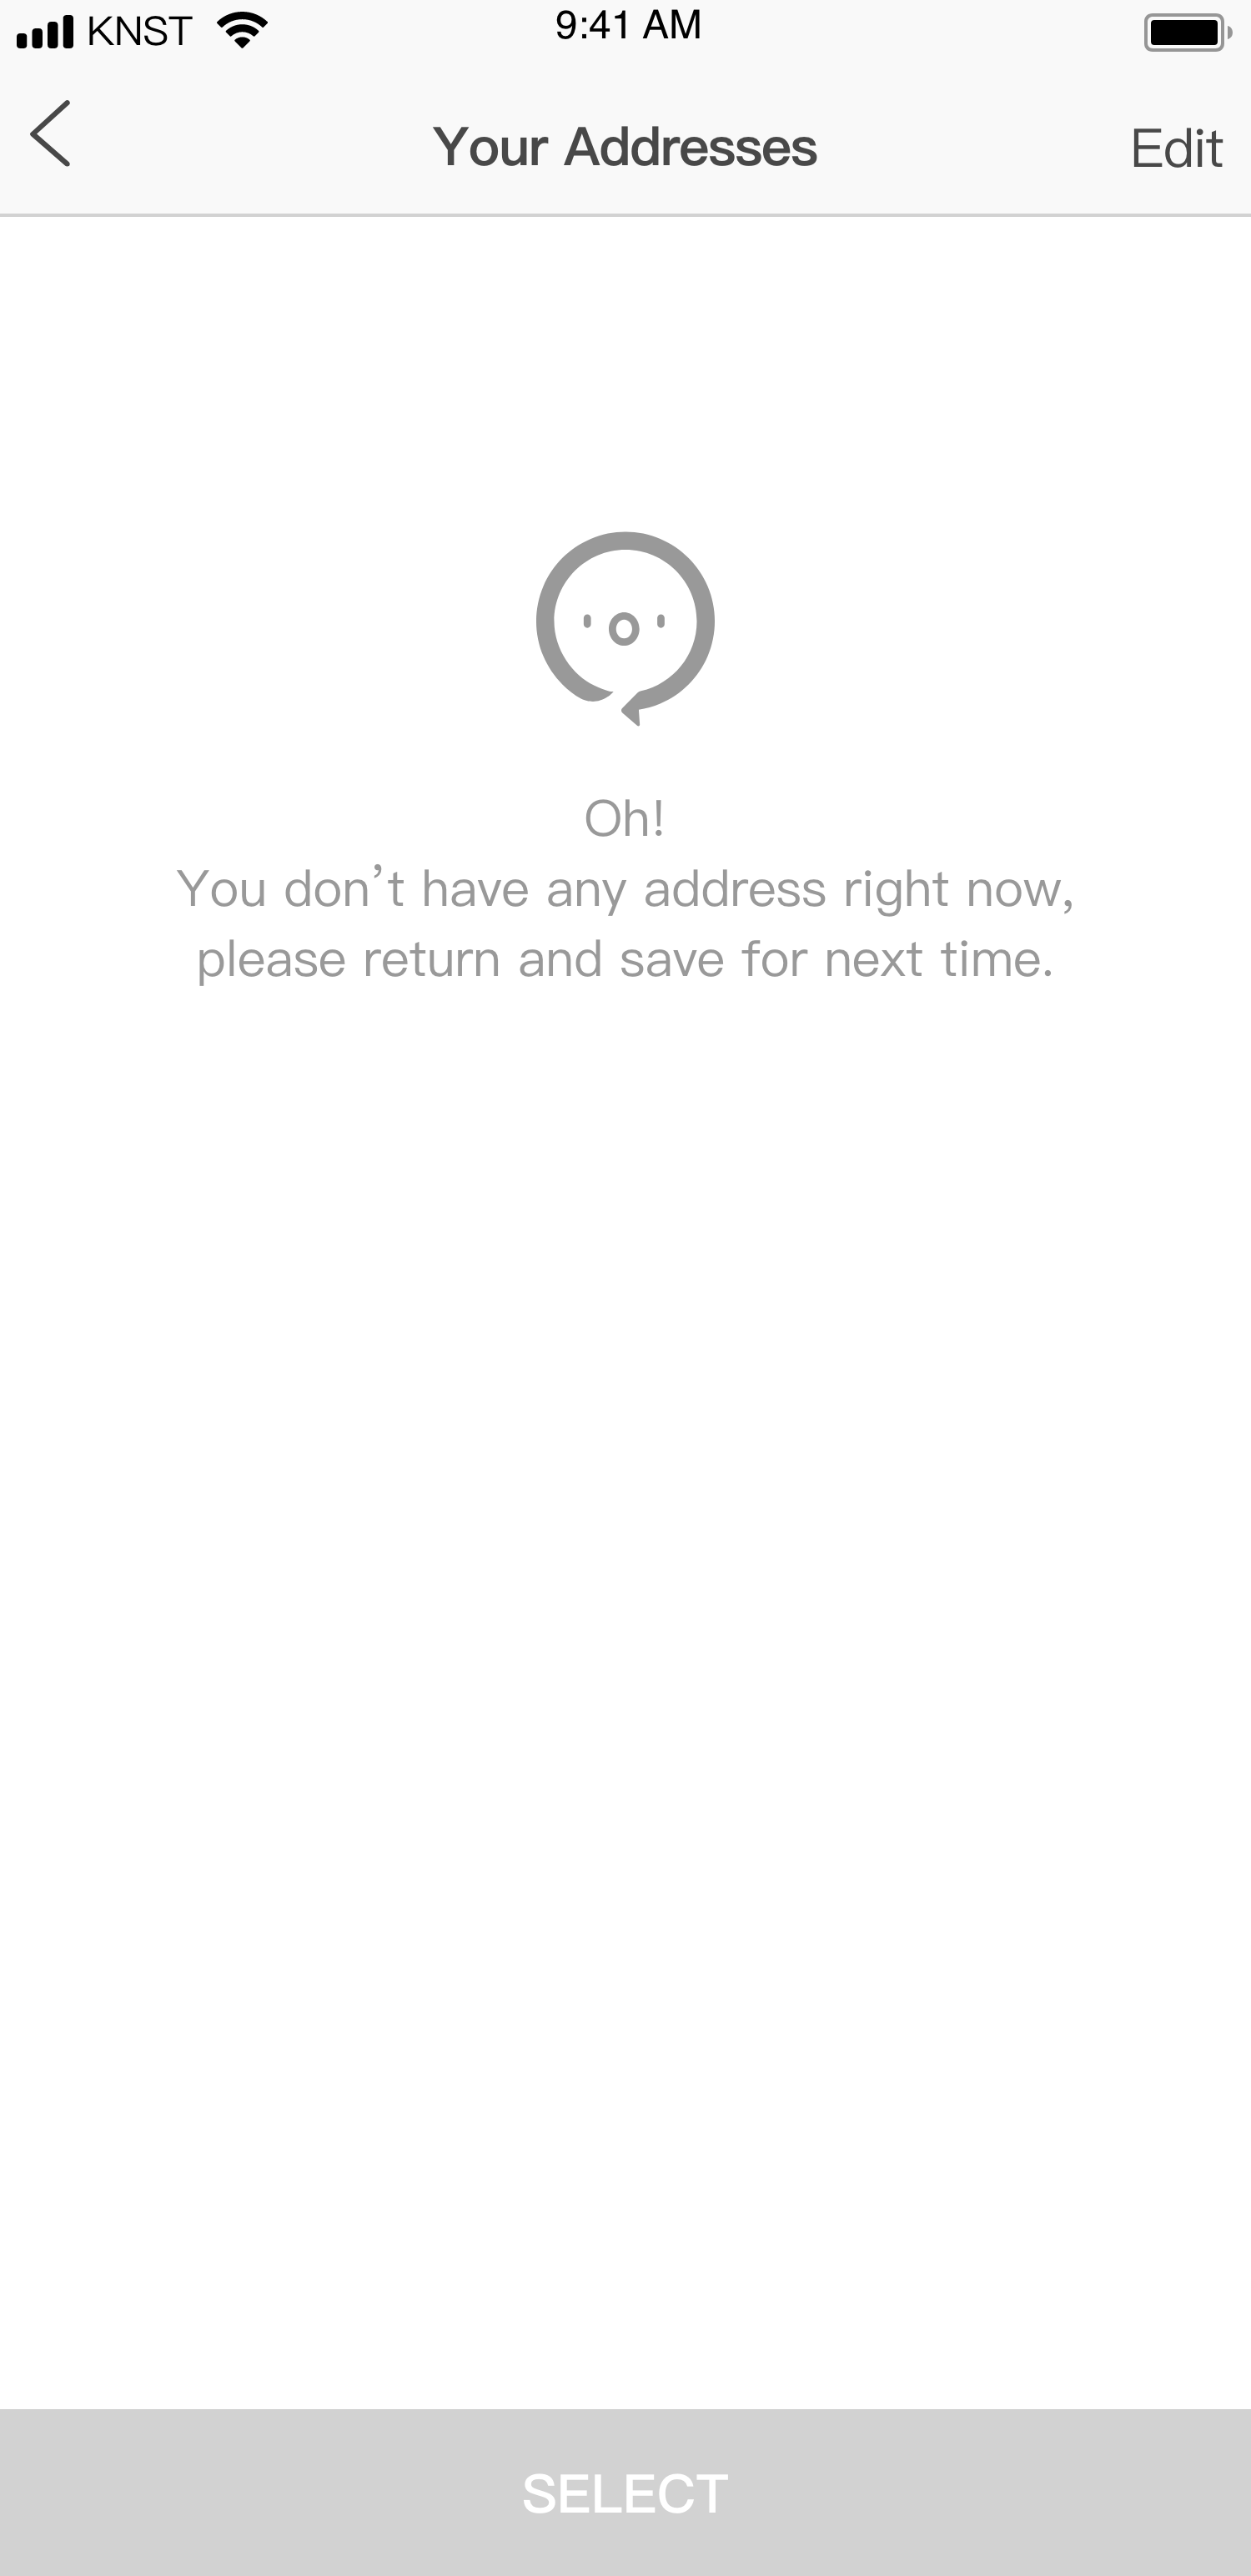 KNST
9:41 AM
Your Addresses
Edit
Oh!
You don’t have any address right now,
please return and save for next time.
SELECT